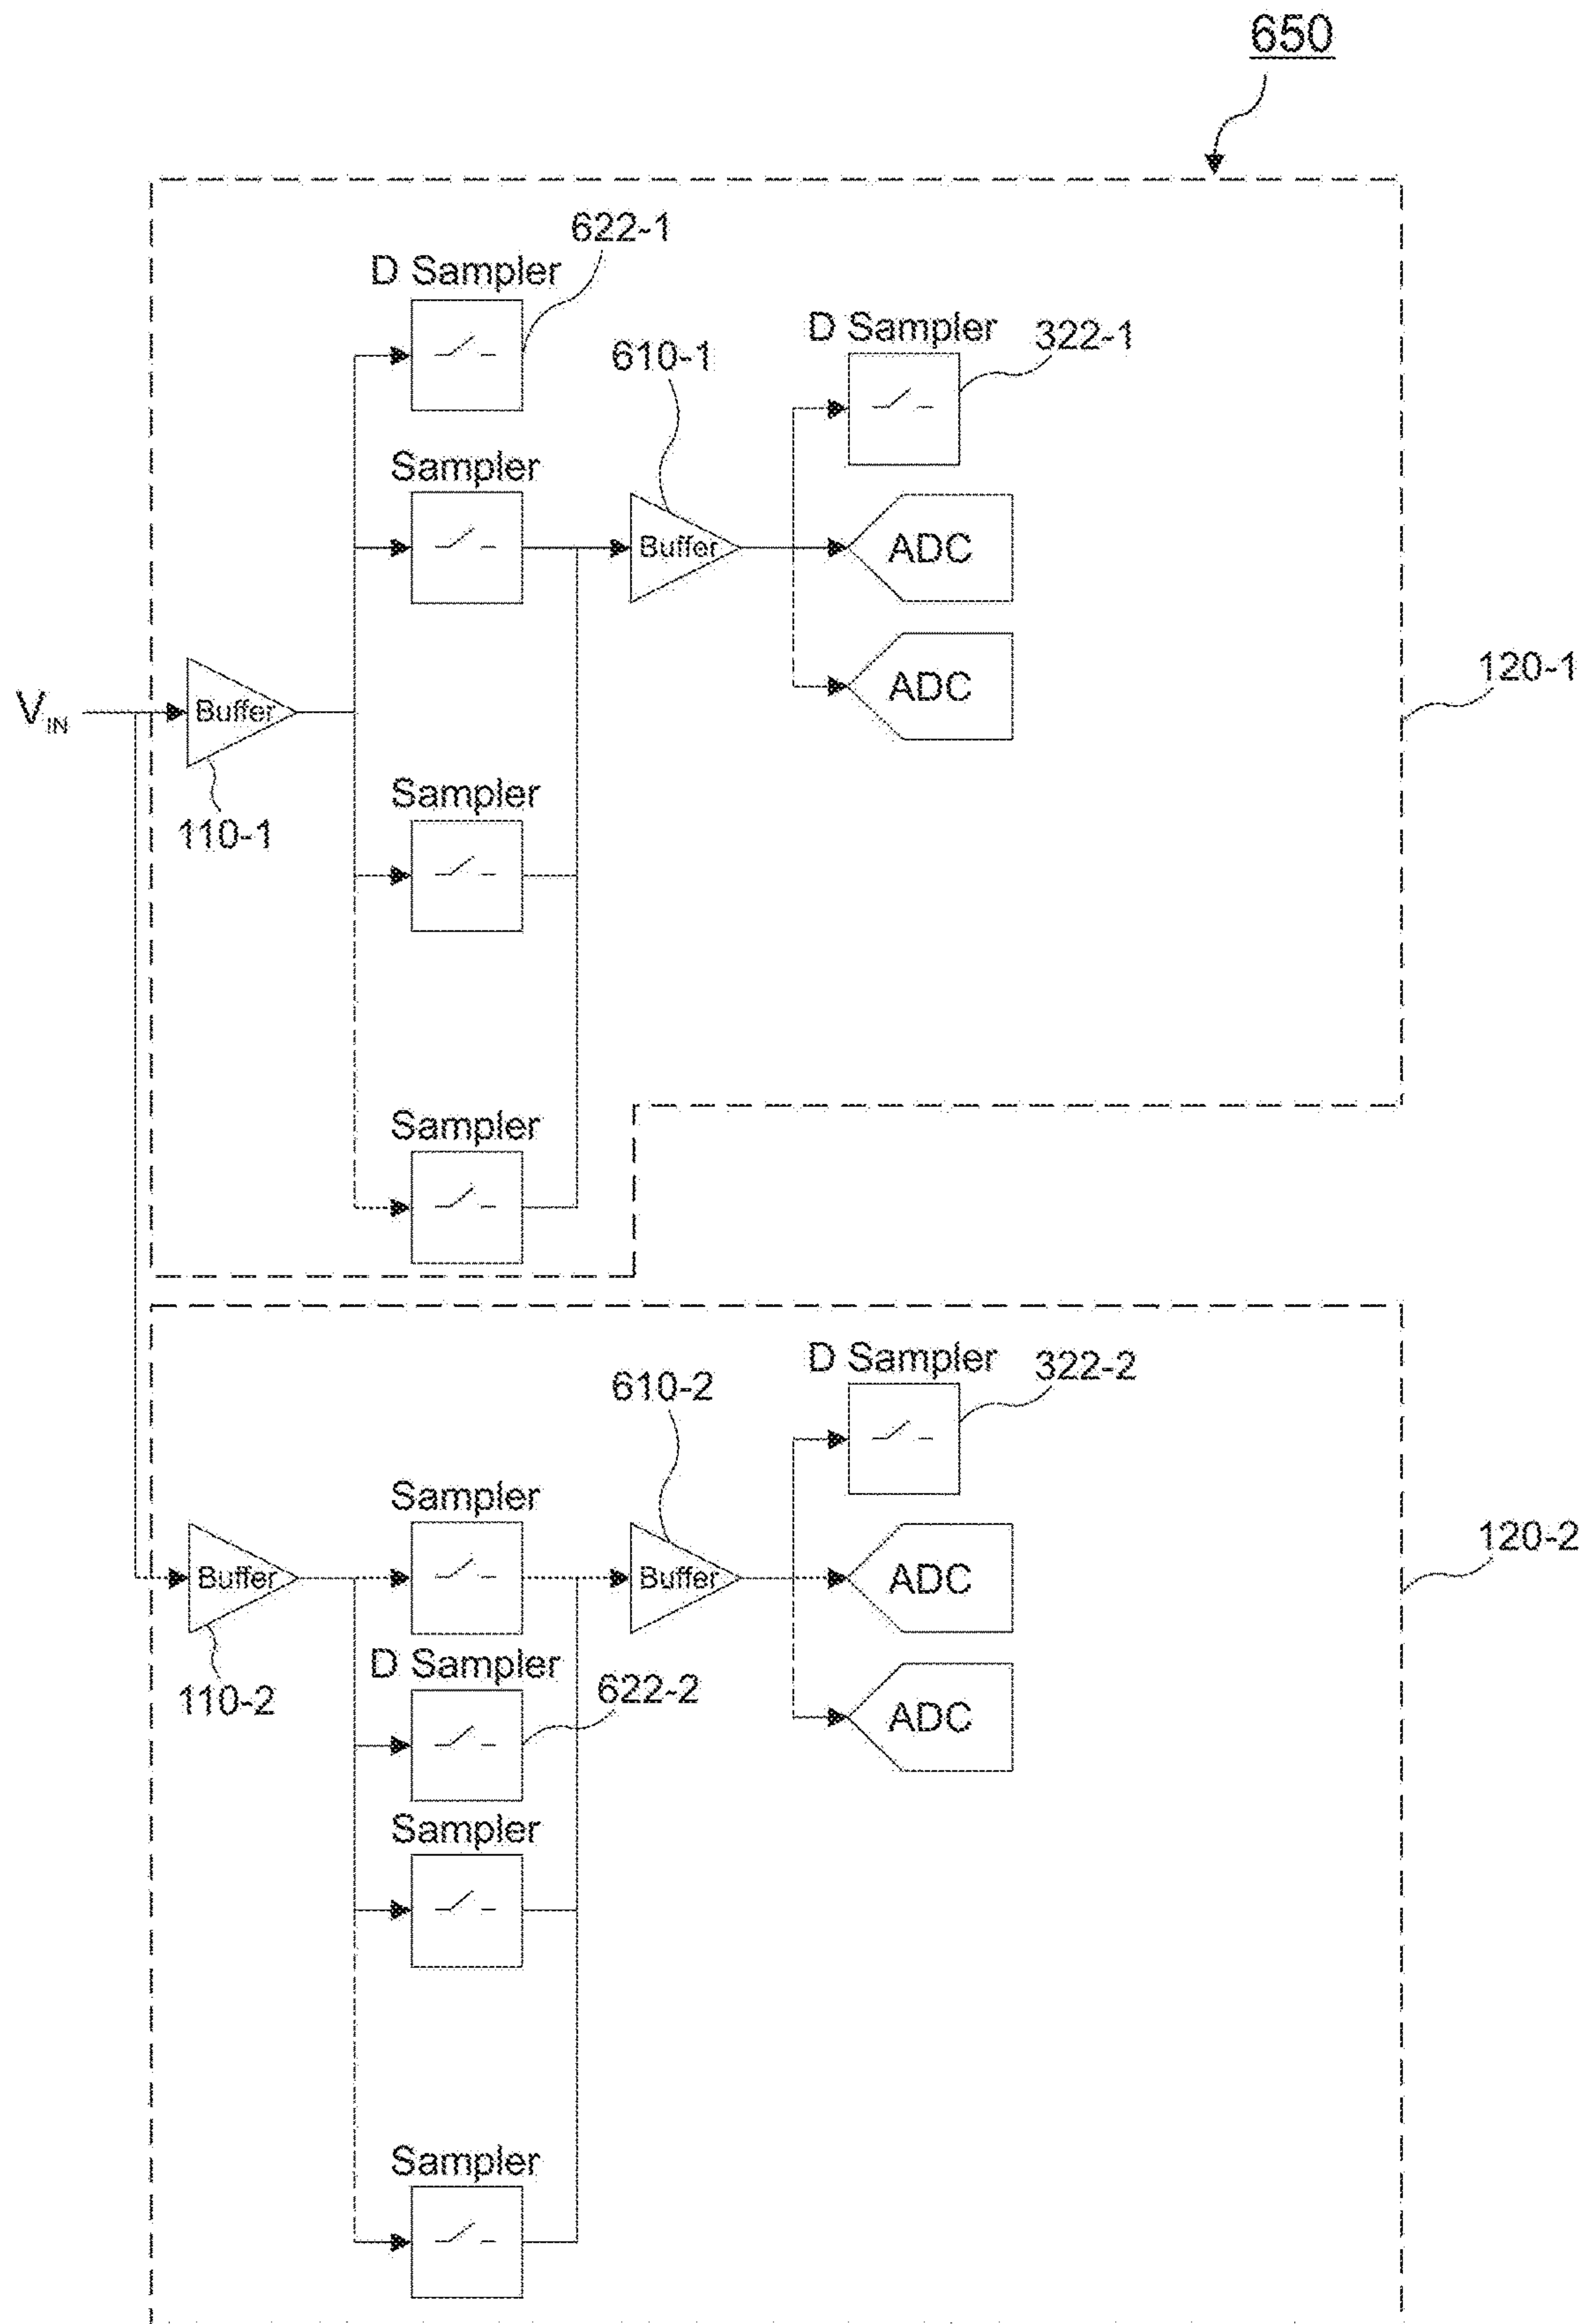 650
622-1
D Sampler
D Sampler
322-1
610-1
Sampler
Buffer
ADC
ADC
120-1
VIN
Buffer
Sampler
110-1
Sampler
D Sampler
322-2
610-2
Sampler
120-2
Buffer
Buffer
ADC
D Sampler
622-2
110-2
ADC
Sampler
Sampler